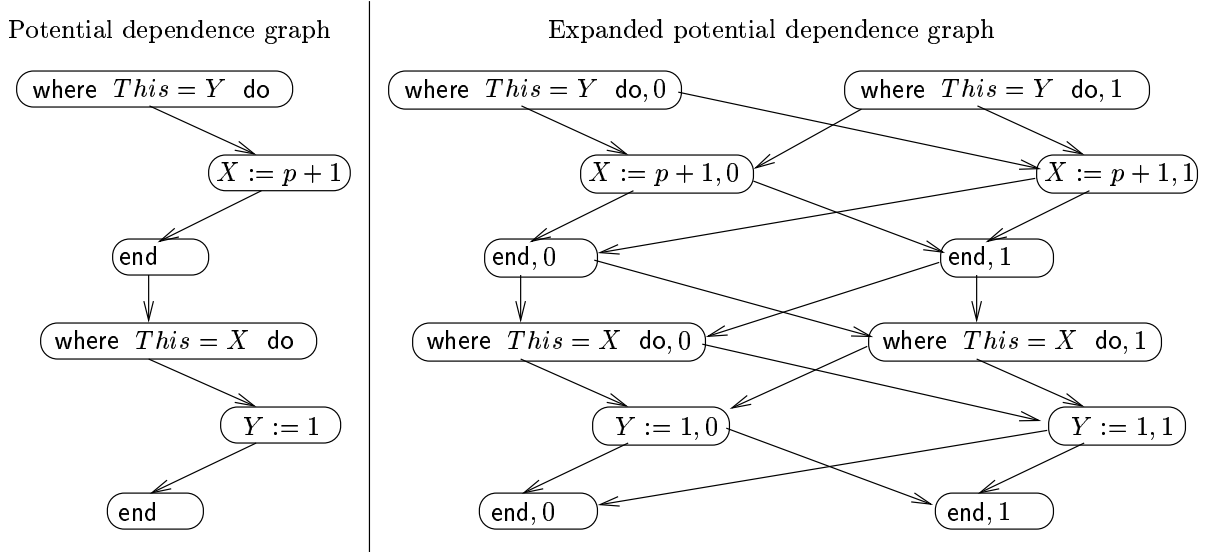 Potential dependence graph
where This = Y do
X := p + 1
end
where This = X do
Y := 1
end
Expanded potential dependence graph
where This = Y do, 0
where This = Y do, 1
X := p + 1, 0
X := p + 1, 1
end, 0
end, 1
where This = X do, 0
where This = X do, 1
Y := 1, 0
Y := 1, 1
end, 0
end, 1